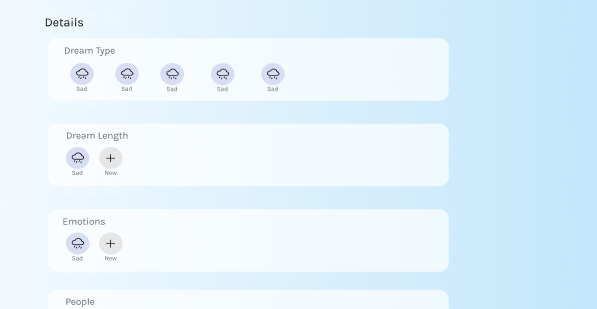 Details
Dream Type
Sad Sad Sad Sad Sad
Dream Length
Sad New
Emotions
Sad New
People